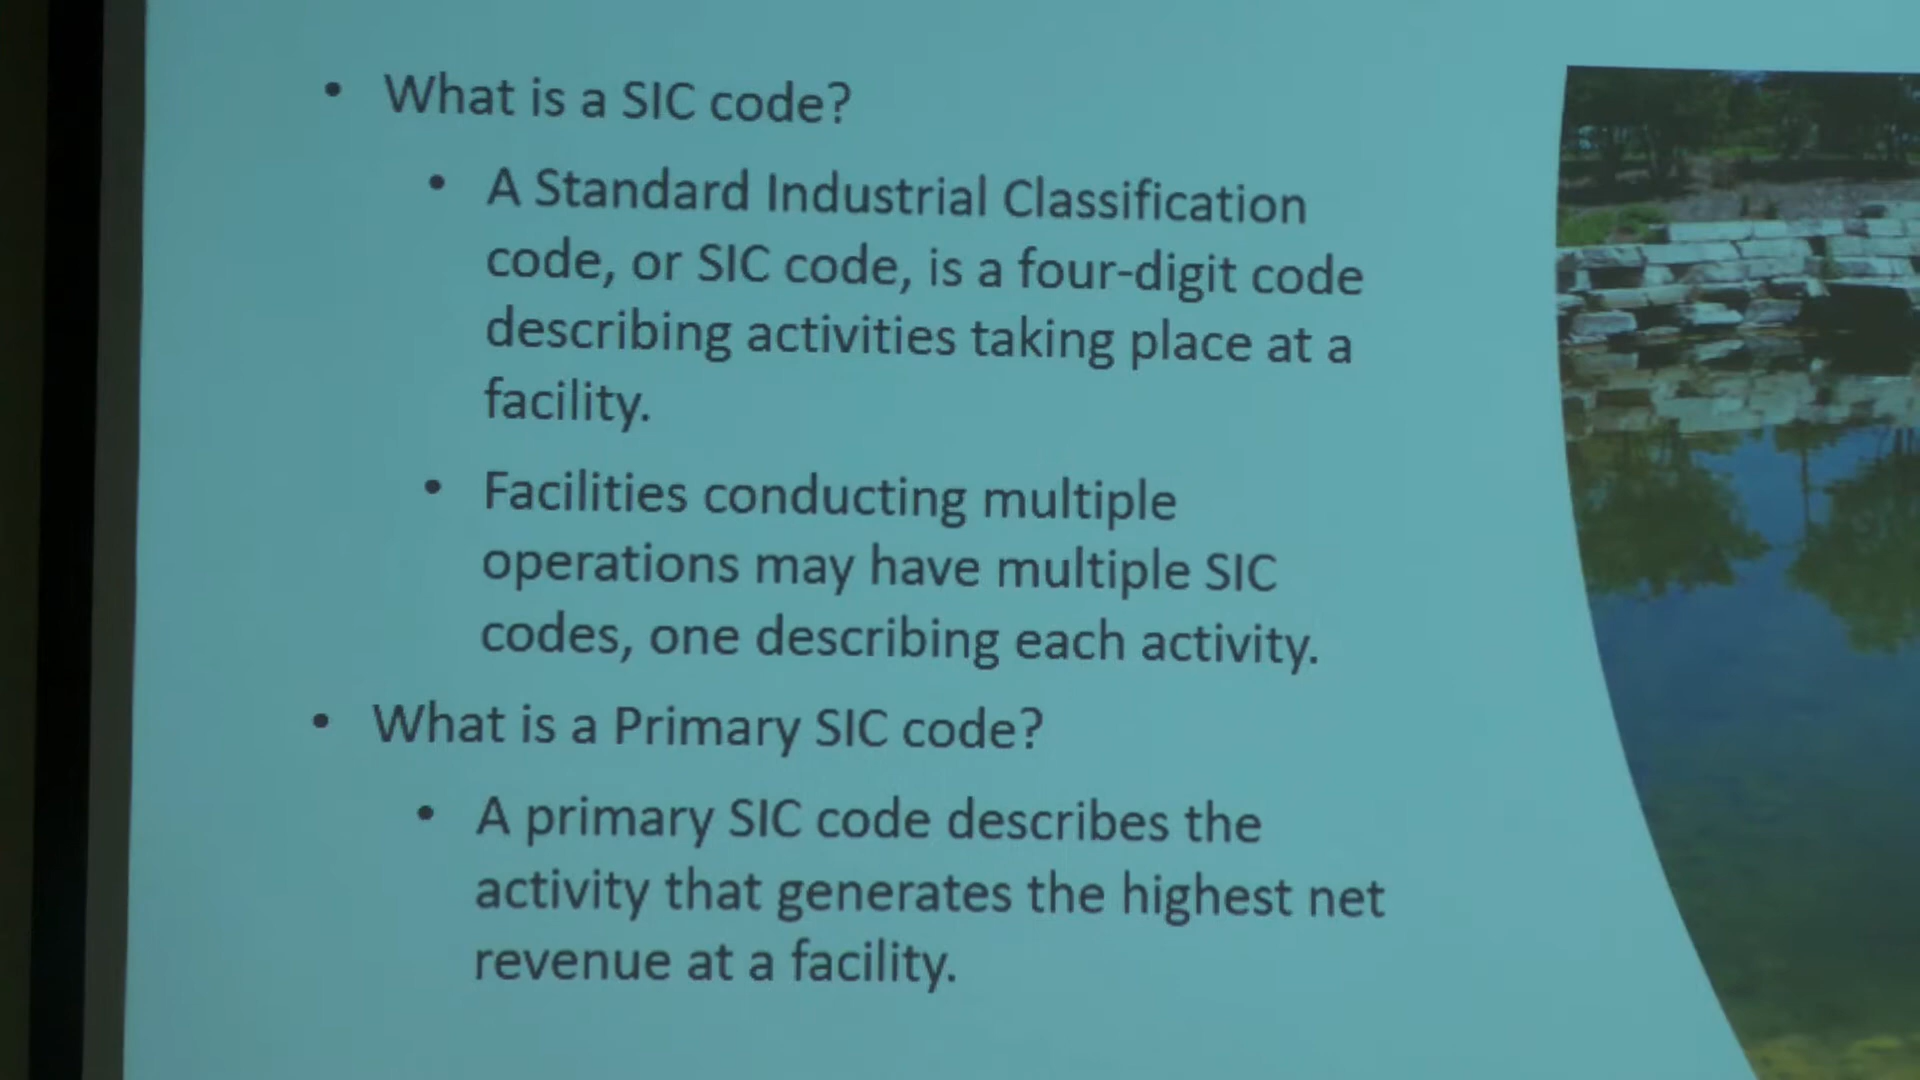 • What is a SIC code?
• A Standard Industrial Classification
code, or SIC code, is a four-digit code
describing activities taking place at a
facility.
• Facilities conducting multiple
operations may have multiple SIC
codes, one describing each activity.
• What is a Primary SIC code?
• A primary SIC code describes the
activity that generates the highest net
revenue at a facility.